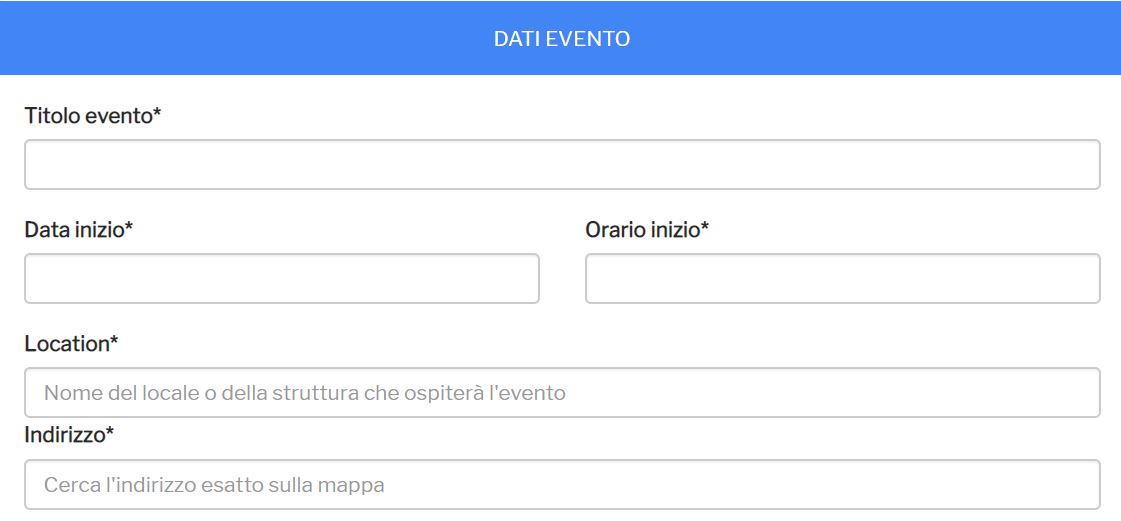 DATI EVENTO
Titolo evento*
Data inizio*
Orario inizio*
Location*
Nome del locale o della struttura che ospiterà l'evento
Indirizzo*
Cerca l'indirizzo esatto sulla mappa